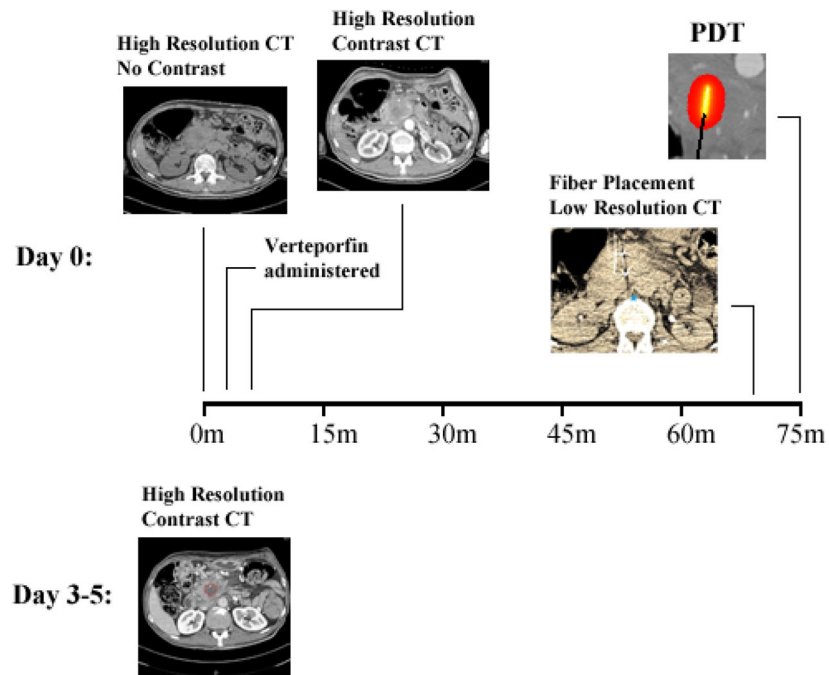 High Resolution CT
No Contrast
High Resolution
Contrast CT
PDT
Fiber Placement
Low Resolution CT
Day 0:
Verteporfin
administered
0m
15m
30m
45m
60m
75m
High Resolution
Contrast CT
Day 3-5: